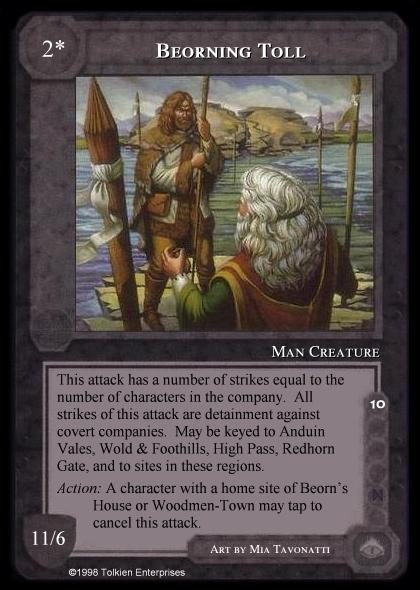 2*
Beorning Toll
Man Creature
This attack has a number of strikes equal to the
number of characters in the company. All
strikes of this attack are detainment against
covert companies. May be keyed to Anduin
Vales, Wold & Foothills, High Pass, Redhorn
Gate, and to sites in these regions.
10
Action: A character with a home site of Beorn's
House or Woodmen-Town may tap to
cancel this attack.
11/6
Art by Mia Tavonatti
©1998 Tolkien Enterprises